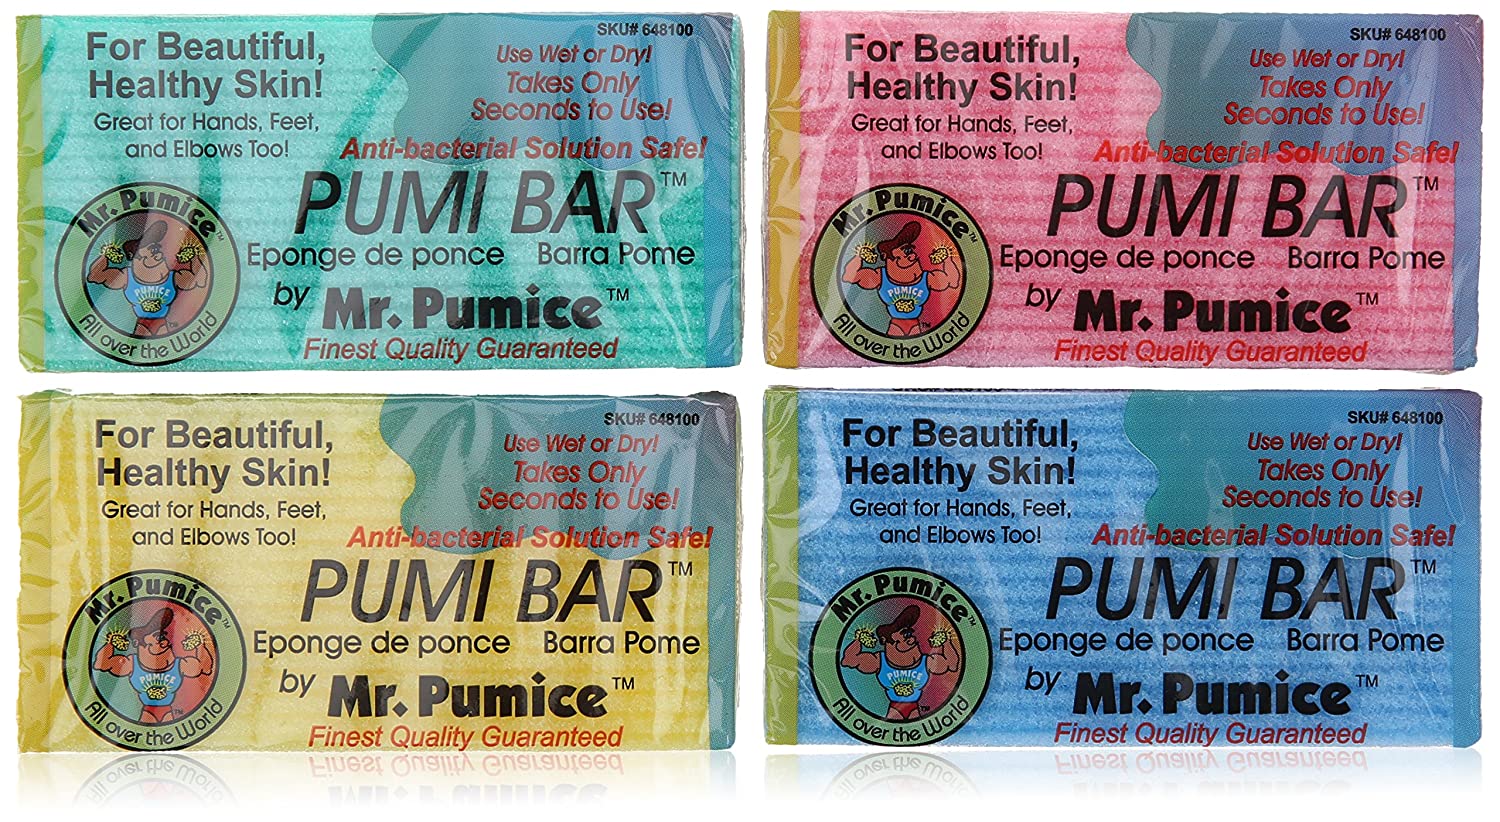 SKU# 648100
For Beautiful,
Healthy Skin!
Great for Hands, Feet,
and Elbows Too!
Use Wet or Dry!
Takes Only
Seconds to Use!
Anti-bacterial Solution Safe!
PUMI BAR™
Eponge de ponce Barra Pome
by Mr. Pumice™
Finest Quality Guaranteed
Mr. Pumice™
PUMICE
All over the World
SKU# 648100
For Beautiful,
Healthy Skin!
Great for Hands, Feet,
and Elbows Too!
Use Wet or Dry!
Takes Only
Seconds to Use!
Anti-bacterial Solution Safe!
PUMI BAR™
Eponge de ponce Barra Pome
by Mr. Pumice™
Finest Quality Guaranteed
Mr. Pumice™
PUMICE
All over the World
SKU# 648100
For Beautiful,
Healthy Skin!
Great for Hands, Feet,
and Elbows Too!
Use Wet or Dry!
Takes Only
Seconds to Use!
Anti-bacterial Solution Safe!
PUMI BAR™
Eponge de ponce Barra Pome
by Mr. Pumice™
Finest Quality Guaranteed
Mr. Pumice™
PUMICE
All over the World
SKU# 648100
For Beautiful,
Healthy Skin!
Great for Hands, Feet,
and Elbows Too!
Use Wet or Dry!
Takes Only
Seconds to Use!
Anti-bacterial Solution Safe!
PUMI BAR™
Eponge de ponce Barra Pome
by Mr. Pumice™
Finest Quality Guaranteed
Mr. Pumice™
PUMICE
All over the World